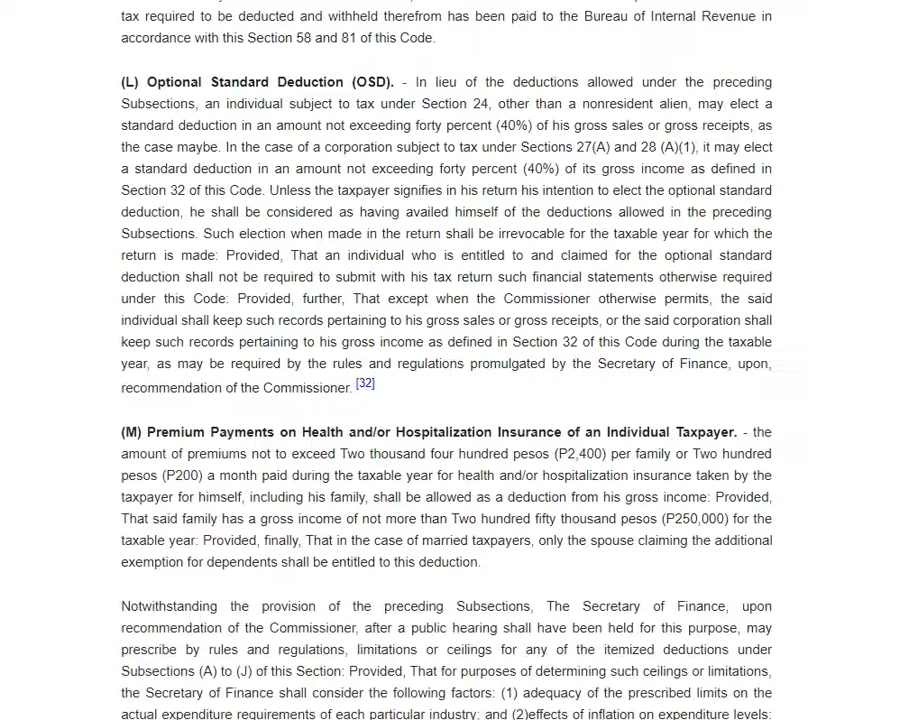 tax required to be deducted and withheld therefrom has been paid to the Bureau of Internal Revenue in
accordance with this Section 58 and 81 of this Code.
(L) Optional Standard Deduction (OSD). - In lieu of the deductions allowed under the preceding
Subsections, an individual subject to tax under Section 24, other than a nonresident alien, may elect a
standard deduction in an amount not exceeding forty percent (40%) of his gross sales or gross receipts, as
the case maybe. In the case of a corporation subject to tax under Sections 27(A) and 28 (A)(1), it may elect
a standard deduction in an amount not exceeding forty percent (40%) of its gross income as defined in
Section 32 of this Code. Unless the taxpayer signifies in his return his intention to elect the optional standard
deduction, he shall be considered as having availed himself of the deductions allowed in the preceding
Subsections. Such election when made in the return shall be irrevocable for the taxable year for which the
return is made: Provided, That an individual who is entitled to and claimed for the optional standard
deduction shall not be required to submit with his tax return such financial statements otherwise required
under this Code: Provided, further, That except when the Commissioner otherwise permits, the said
individual shall keep such records pertaining to his gross sales or gross receipts, or the said corporation shall
keep such records pertaining to his gross income as defined in Section 32 of this Code during the taxable
year, as may be required by the rules and regulations promulgated by the Secretary of Finance, upon,
recommendation of the Commissioner. [32]
(M) Premium Payments on Health and/or Hospitalization Insurance of an Individual Taxpayer. - the
amount of premiums not to exceed Two thousand four hundred pesos (P2,400) per family or Two hundred
pesos (P200) a month paid during the taxable year for health and/or hospitalization insurance taken by the
taxpayer for himself, including his family, shall be allowed as a deduction from his gross income: Provided,
That said family has a gross income of not more than Two hundred fifty thousand pesos (P250,000) for the
taxable year: Provided, finally, That in the case of married taxpayers, only the spouse claiming the additional
exemption for dependents shall be entitled to this deduction.
Notwithstanding the provision of the preceding Subsections, The Secretary of Finance, upon
recommendation of the Commissioner, after a public hearing shall have been held for this purpose, may
prescribe by rules and regulations, limitations or ceilings for any of the itemized deductions under
Subsections (A) to (J) of this Section: Provided, That for purposes of determining such ceilings or limitations,
the Secretary of Finance shall consider the following factors: (1) adequacy of the prescribed limits on the
actual expenditure requirements of each particular industry; and (2)effects of inflation on expenditure levels: